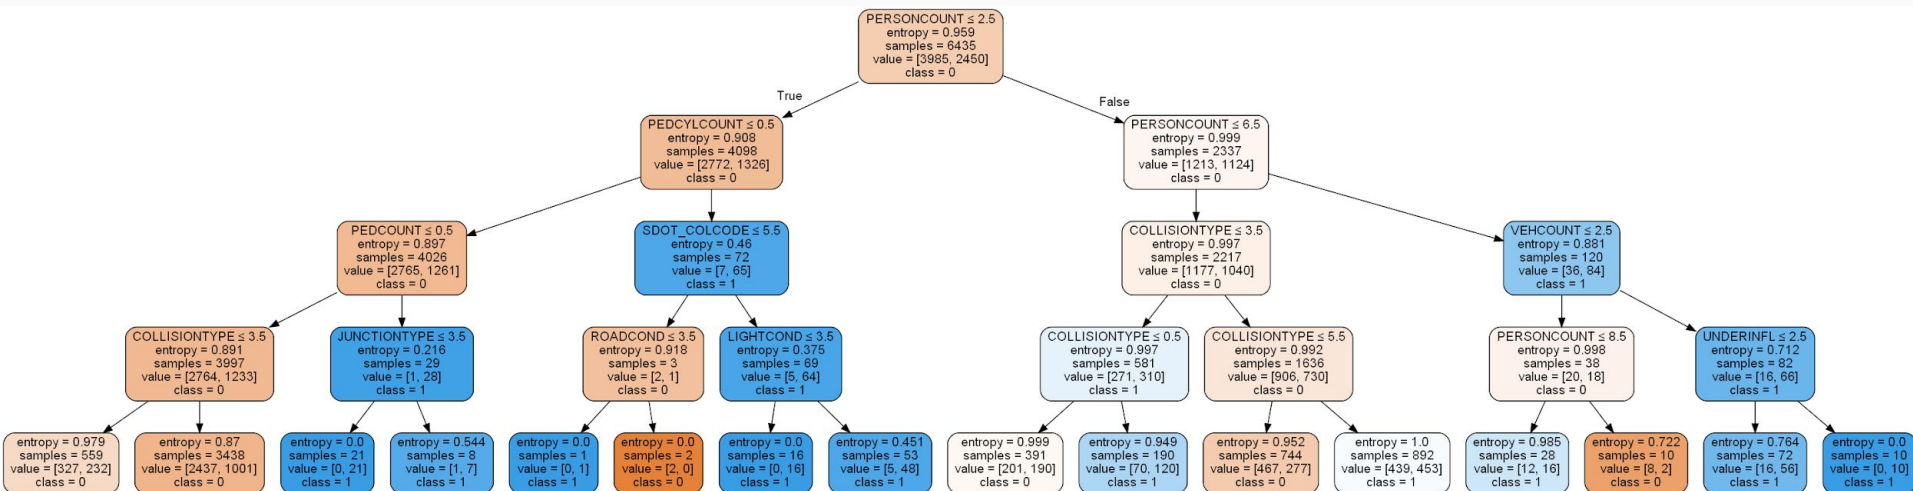 PERSONCOUNT ≤ 2.5
entropy = 0.959
samples = 6435
value = [3985, 2450]
class = 0
True
False
PEDCYLCOUNT ≤ 0.5
entropy = 0.908
samples = 4098
value = [2772, 1326]
class = 0
PERSONCOUNT ≤ 6.5
entropy = 0.999
samples = 2337
value = [1213, 1124]
class = 0
PEDCOUNT ≤ 0.5
entropy = 0.897
samples = 4026
value = [2765, 1261]
class = 0
SDOT_COLCODE ≤ 5.5
entropy = 0.46
samples = 72
value = [7, 65]
class = 1
COLLISIONTYPE ≤ 3.5
entropy = 0.997
samples = 2217
value = [1177, 1040]
class = 0
VEHCOUNT ≤ 2.5
entropy = 0.881
samples = 120
value = [36, 84]
class = 1
COLLISIONTYPE ≤ 3.5
entropy = 0.891
samples = 3997
value = [2764, 1233]
class = 0
JUNCTIONTYPE ≤ 3.5
entropy = 0.216
samples = 29
value = [1, 28]
class = 1
ROADCOND ≤ 3.5
entropy = 0.918
samples = 3
value = [2, 1]
class = 0
LIGHTCOND ≤ 3.5
entropy = 0.375
samples = 69
value = [5, 64]
class = 1
COLLISIONTYPE ≤ 0.5
entropy = 0.997
samples = 581
value = [271, 310]
class = 1
COLLISIONTYPE ≤ 5.5
entropy = 0.992
samples = 1636
value = [906, 730]
class = 0
PERSONCOUNT ≤ 8.5
entropy = 0.998
samples = 38
value = [20, 18]
class = 0
UNDERINFL ≤ 2.5
entropy = 0.712
samples = 82
value = [16, 66]
class = 1
entropy = 0.979
samples = 559
value = [327, 232]
class = 0
entropy = 0.87
samples = 3438
value = [2437, 1001]
class = 0
entropy = 0.0
samples = 21
value = [0, 21]
class = 1
entropy = 0.544
samples = 8
value = [1, 7]
class = 1
entropy = 0.0
samples = 1
value = [0, 1]
class = 1
entropy = 0.0
samples = 2
value = [2, 0]
class = 0
entropy = 0.0
samples = 16
value = [0, 16]
class = 1
entropy = 0.451
samples = 53
value = [5, 48]
class = 1
entropy = 0.999
samples = 391
value = [201, 190]
class = 0
entropy = 0.949
samples = 190
value = [70, 120]
class = 1
entropy = 0.952
samples = 744
value = [467, 277]
class = 0
entropy = 1.0
samples = 892
value = [439, 453]
class = 1
entropy = 0.985
samples = 28
value = [12, 16]
class = 1
entropy = 0.722
samples = 10
value = [8, 2]
class = 0
entropy = 0.764
samples = 72
value = [16, 56]
class = 1
entropy = 0.0
samples = 10
value = [0, 10]
class = 1